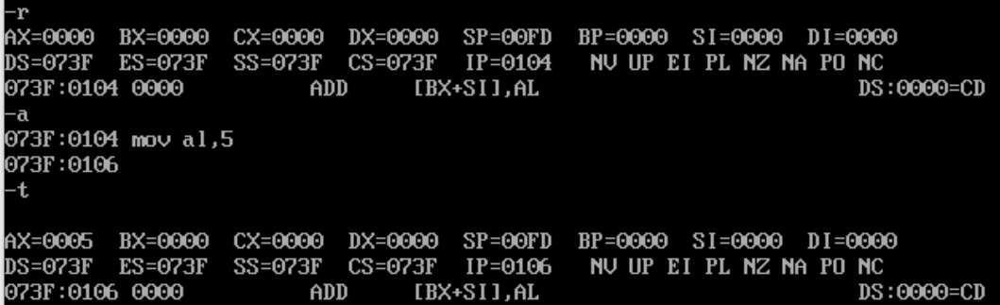 -r
AX=0000  BX=0000  CX=0000  DX=0000  SP=00FD  BP=0000  SI=0000  DI=0000
DS=073F  ES=073F  SS=073F  CS=073F  IP=0104   NV UP EI PL NZ NA PO NC
073F:0104 0000          ADD     [BX+SI],AL                         DS:0000=CD
-a
073F:0104 mov al,5
073F:0106
-t
AX=0005  BX=0000  CX=0000  DX=0000  SP=00FD  BP=0000  SI=0000  DI=0000
DS=073F  ES=073F  SS=073F  CS=073F  IP=0106   NV UP EI PL NZ NA PO NC
073F:0106 0000          ADD     [BX+SI],AL                         DS:0000=CD